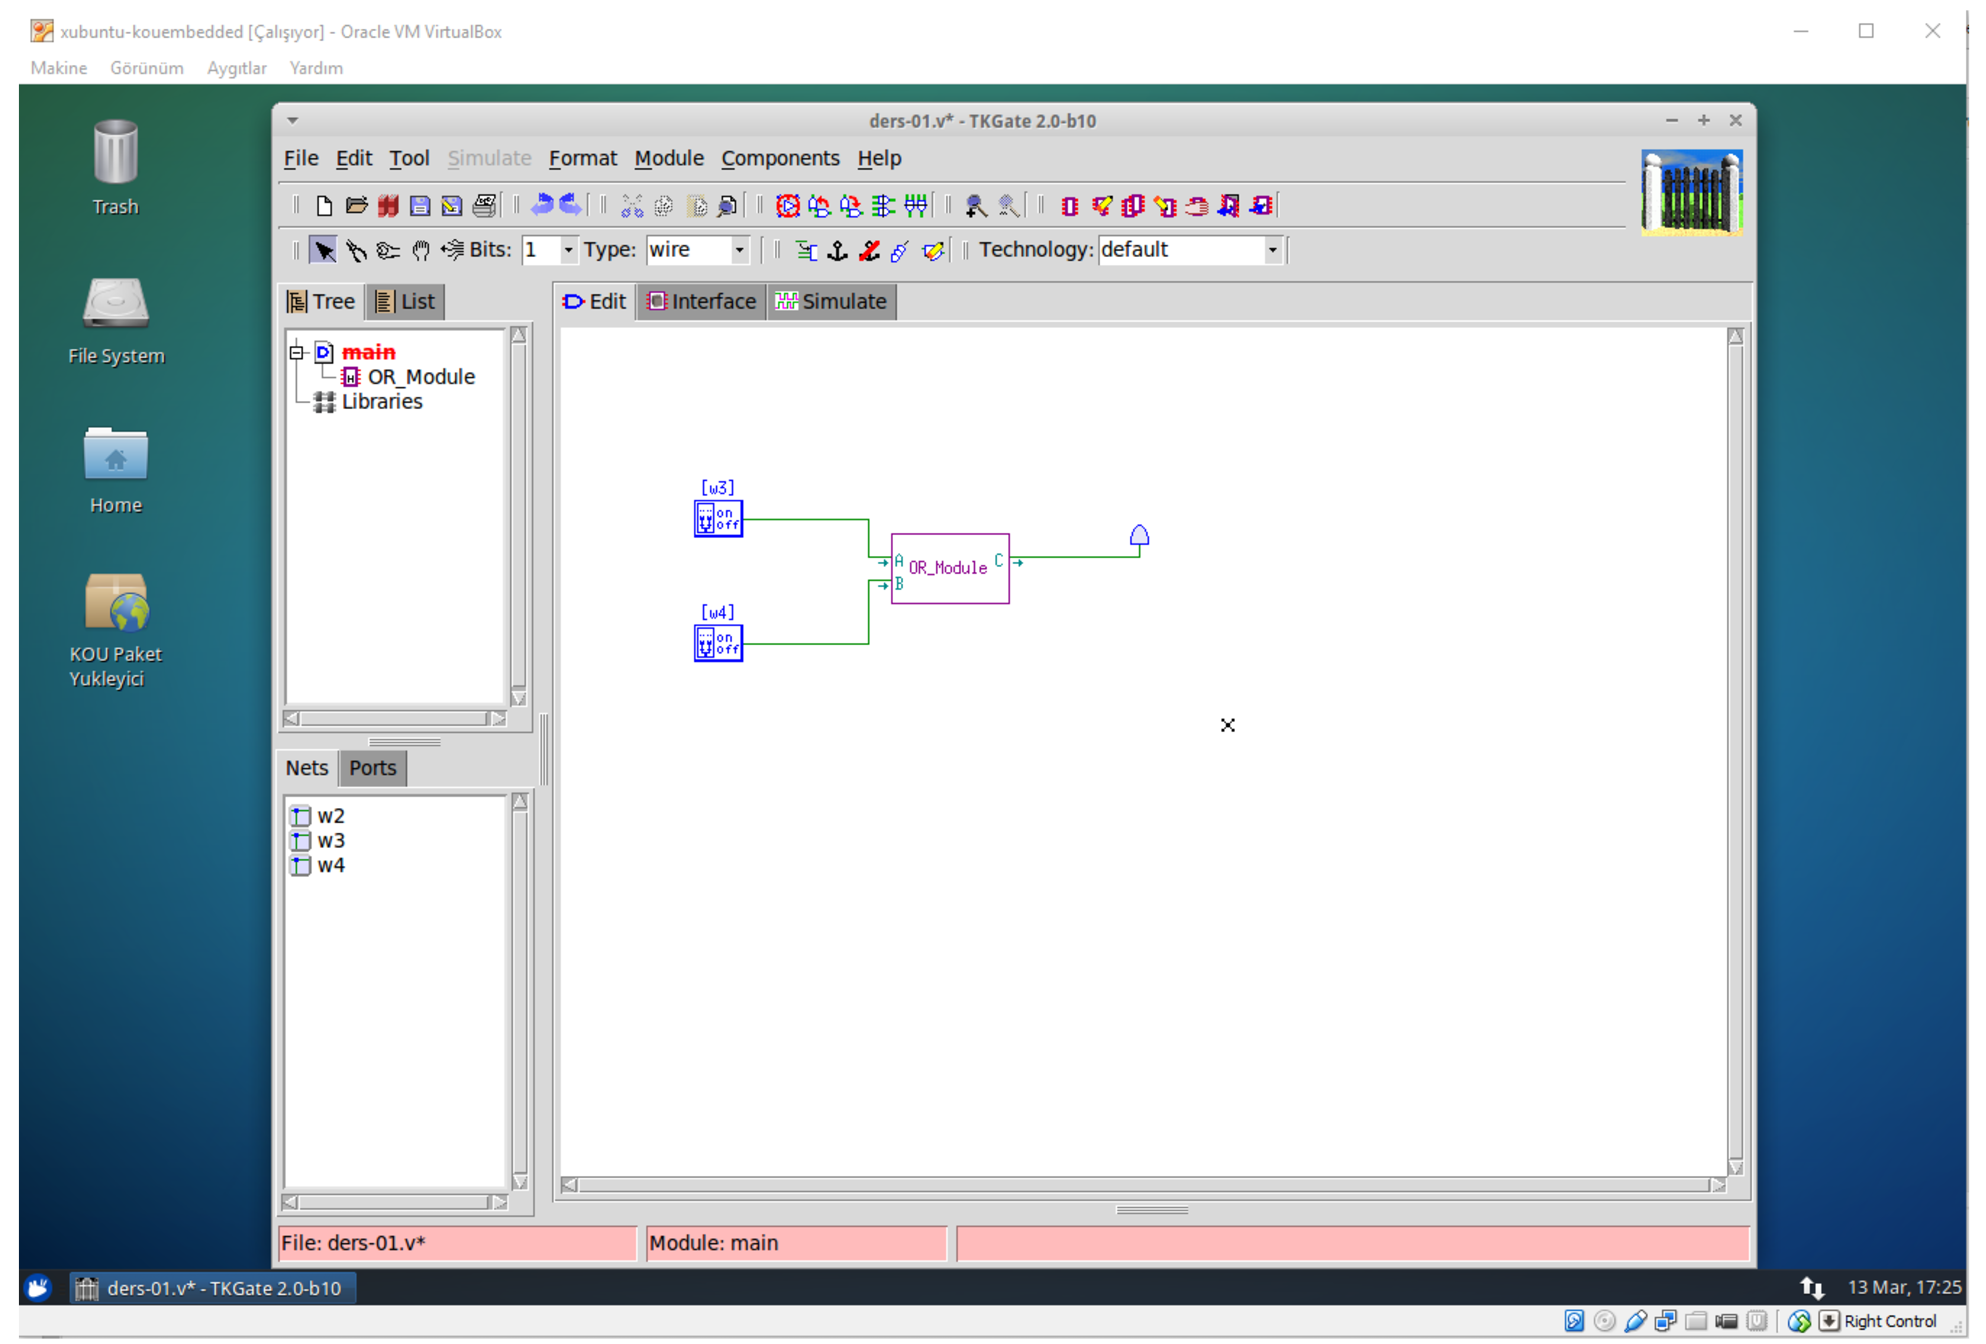 xubuntu-kouembedded [Çalışıyor] - Oracle VM VirtualBox
Makine Görünüm Aygıtlar Yardım
Trash
File System
Home
KOU Paket
Yukleyici
ders-01.v* - TKGate 2.0-b10
File Edit Tool Simulate Format Module Components Help
Bits: 1 Type: wire Technology: default
Tree List
main
OR_Module
Libraries
Nets Ports
w2
w3
w4
Edit Interface Simulate
[w3]
on
off
A OR_Module C
B
[w4]
on
off
File: ders-01.v* Module: main
ders-01.v* - TKGate 2.0-b10 13 Mar, 17:25
Right Control